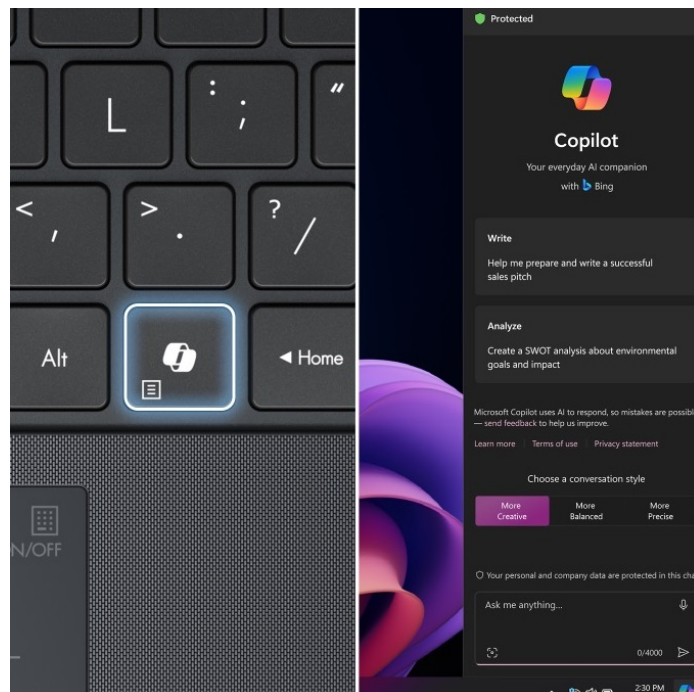 L
:
;
"
<
,
>
.
?
/
Alt
◄ Home
N/OFF
Protected
Copilot
Your everyday AI companion
with b Bing
Write
Help me prepare and write a successful
sales pitch
Analyze
Create a SWOT analysis about environmental
goals and impact
Microsoft Copilot uses AI to respond, so mistakes are possibl
— send feedback to help us improve.
Learn more | Terms of use | Privacy statement
Choose a conversation style
More
Creative
More
Balanced
More
Precise
Your personal and company data are protected in this cha
Ask me anything...
0/4000
2:30 PM